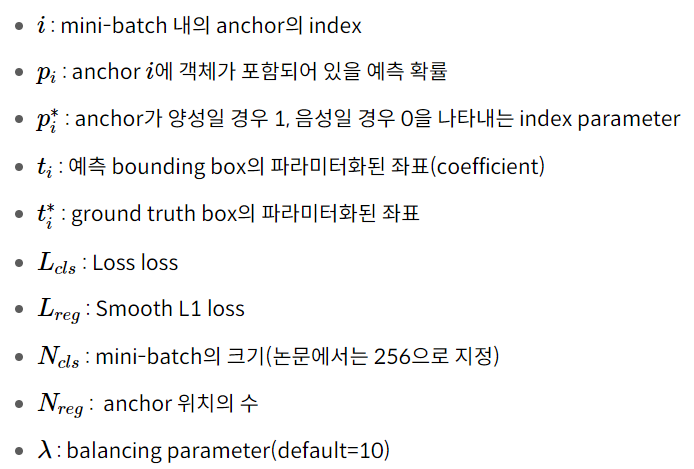 i : mini-batch 내의 anchor의 index
p_i : anchor i에 객체가 포함되어 있을 예측 확률
p_i^* : anchor가 양성일 경우 1, 음성일 경우 0을 나타내는 index parameter
t_i : 예측 bounding box의 파라미터화된 좌표(coefficient)
t_i^* : ground truth box의 파라미터화된 좌표
L_{cls} : Loss loss
L_{reg} : Smooth L1 loss
N_{cls} : mini-batch의 크기(논문에서는 256으로 지정)
N_{reg} : anchor 위치의 수
λ : balancing parameter(default=10)